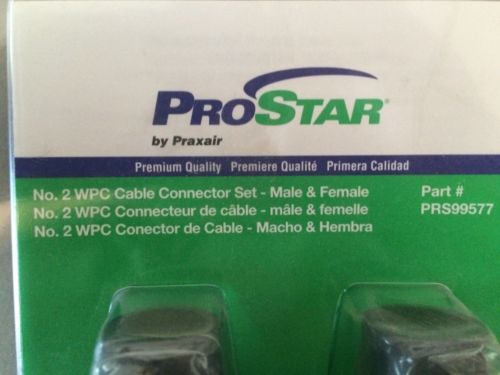 PROSTAR®
by Praxair
Premium Quality Premiere Qualité Primera Calidad
No. 2 WPC Cable Connector Set - Male & Female Part #
No. 2 WPC Connecteur de câble - mâle & femelle PRS99577
No. 2 WPC Conector de Cable - Macho & Hembra